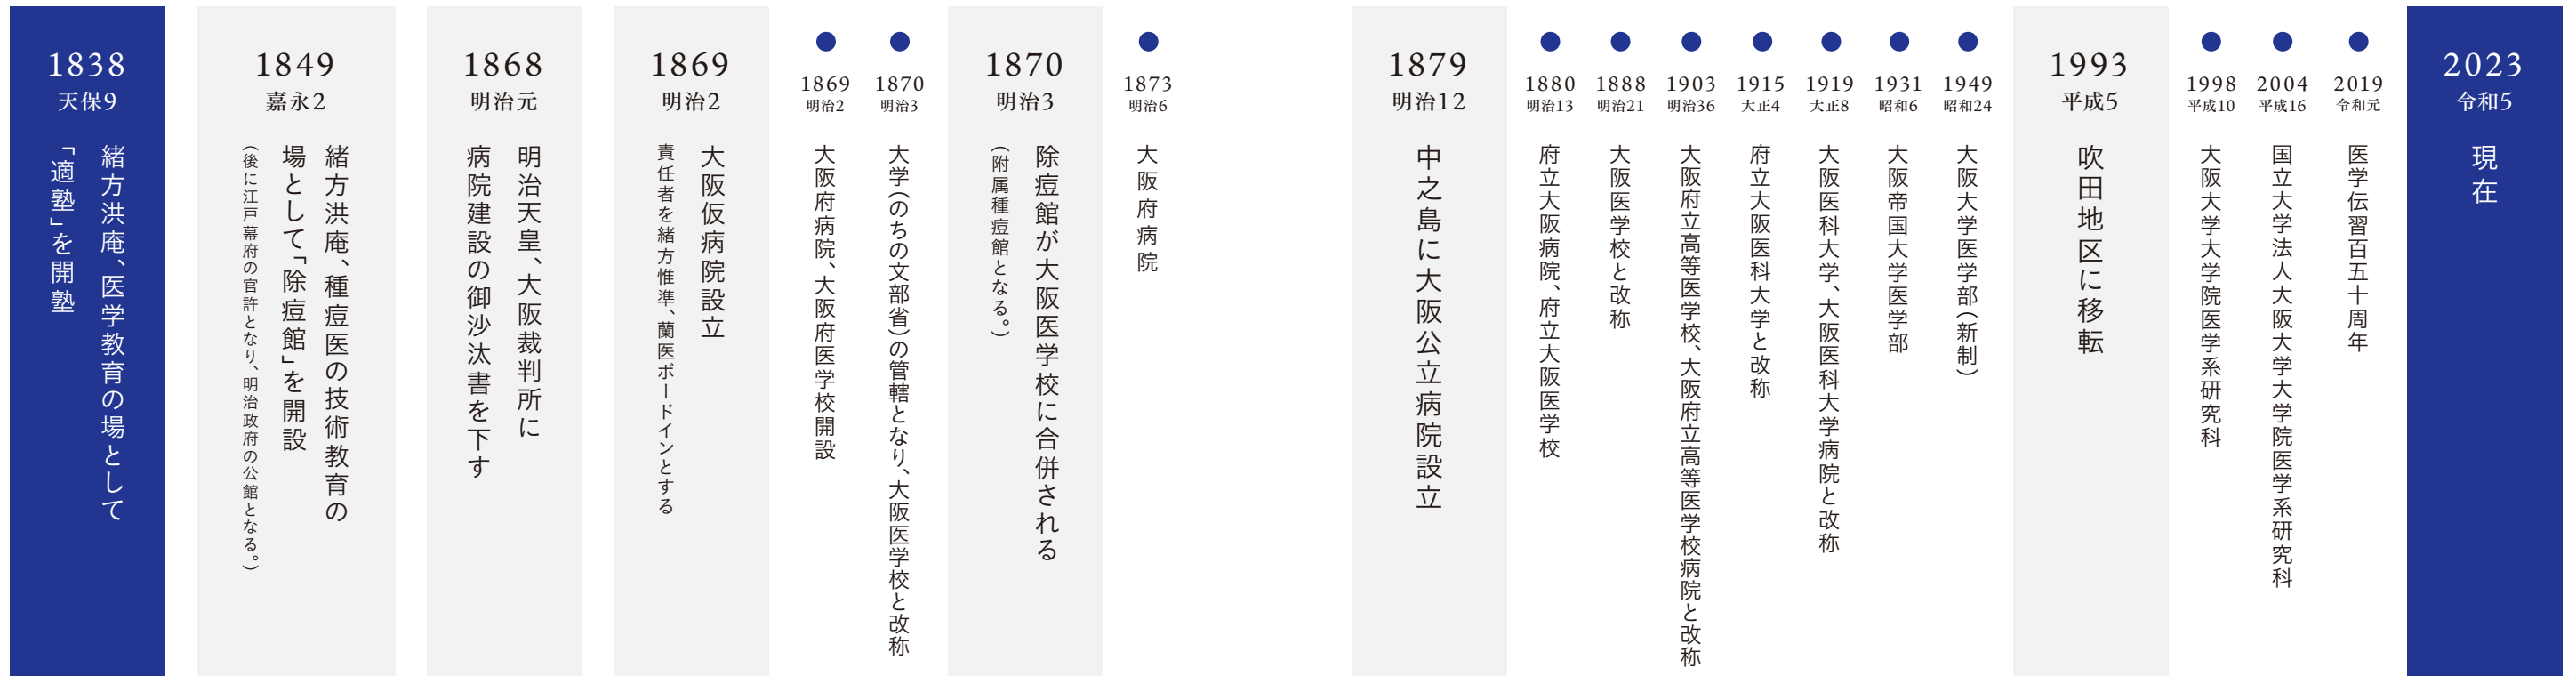 1838
天保9
緒方洪庵、医学教育の場として
「適塾」を開塾
1849
嘉永2
緒方洪庵、種痘医の技術教育の
場として「除痘館」を開設
（後に江戸幕府の官許となり、明治政府の公館となる。）
1868
明治元
明治天皇、大阪裁判所に
病院建設の御沙汰書を下す
1869
明治2
大阪仮病院設立
責任者を緒方惟準、蘭医ボードインとする
1869
明治2
大阪府病院、大阪府医学校開設
1870
明治3
大学（のちの文部省）の管轄となり、大阪医学校と改称
1870
明治3
除痘館が大阪医学校に合併される
（附属種痘館となる。）
1873
明治6
大阪府病院
1879
明治12
中之島に大阪公立病院設立
1880
明治13
府立大阪病院、府立大阪医学校
1888
明治21
大阪医学校と改称
1903
明治36
大阪府立高等医学校、大阪府立高等医学校病院と改称
1915
大正4
府立大阪医科大学と改称
1919
大正8
大阪医科大学、大阪医科大学病院と改称
1931
昭和6
大阪帝国大学医学部
1949
昭和24
大阪大学医学部（新制）
1993
平成5
吹田地区に移転
1998
平成10
大阪大学大学院医学系研究科
2004
平成16
国立大学法人大阪大学大学院医学系研究科
2019
令和元
医学伝習百五十周年
2023
令和5
現在